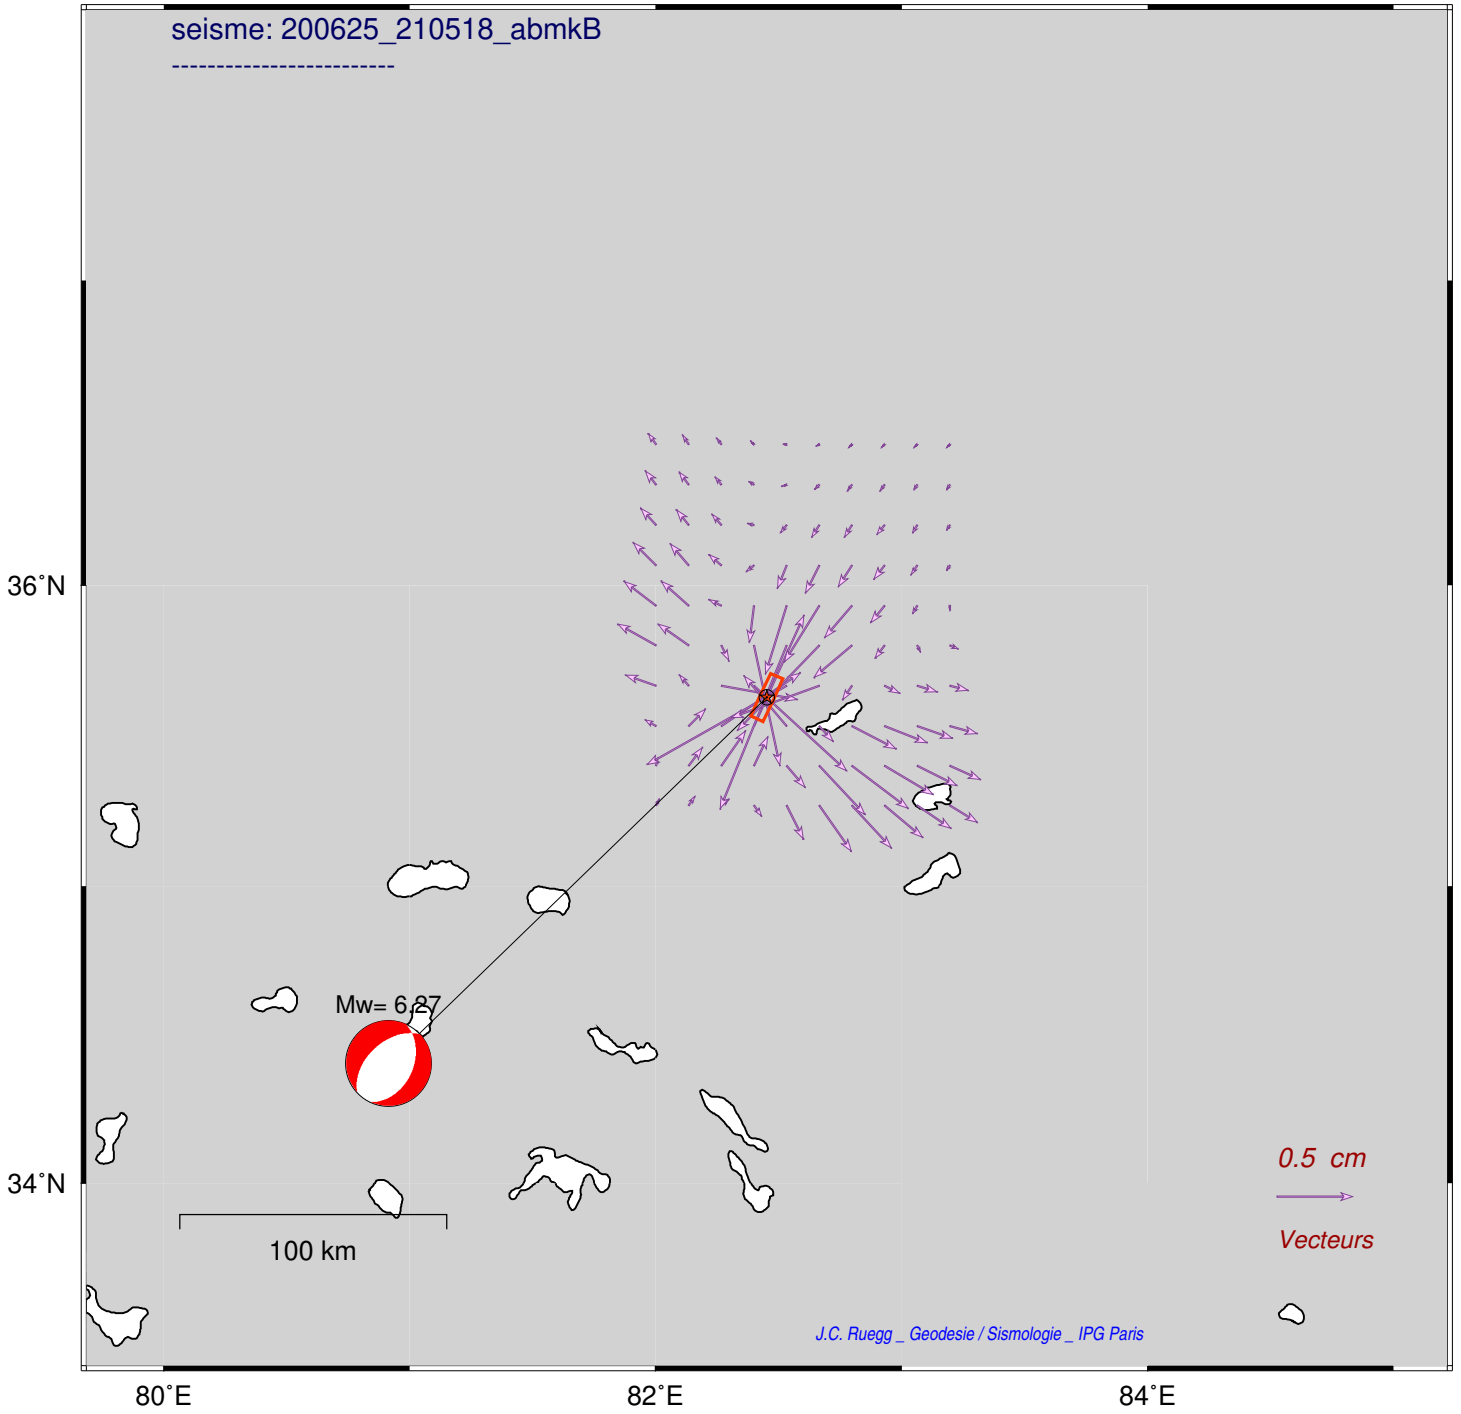 seisme: 200625_210518_abmkB
-------------------------
36°N
Mw= 6.27
34°N
0.5 cm
100 km
Vecteurs
J.C. Ruegg _ Geodesie / Sismologie _ IPG Paris
80°E 82°E 84°E